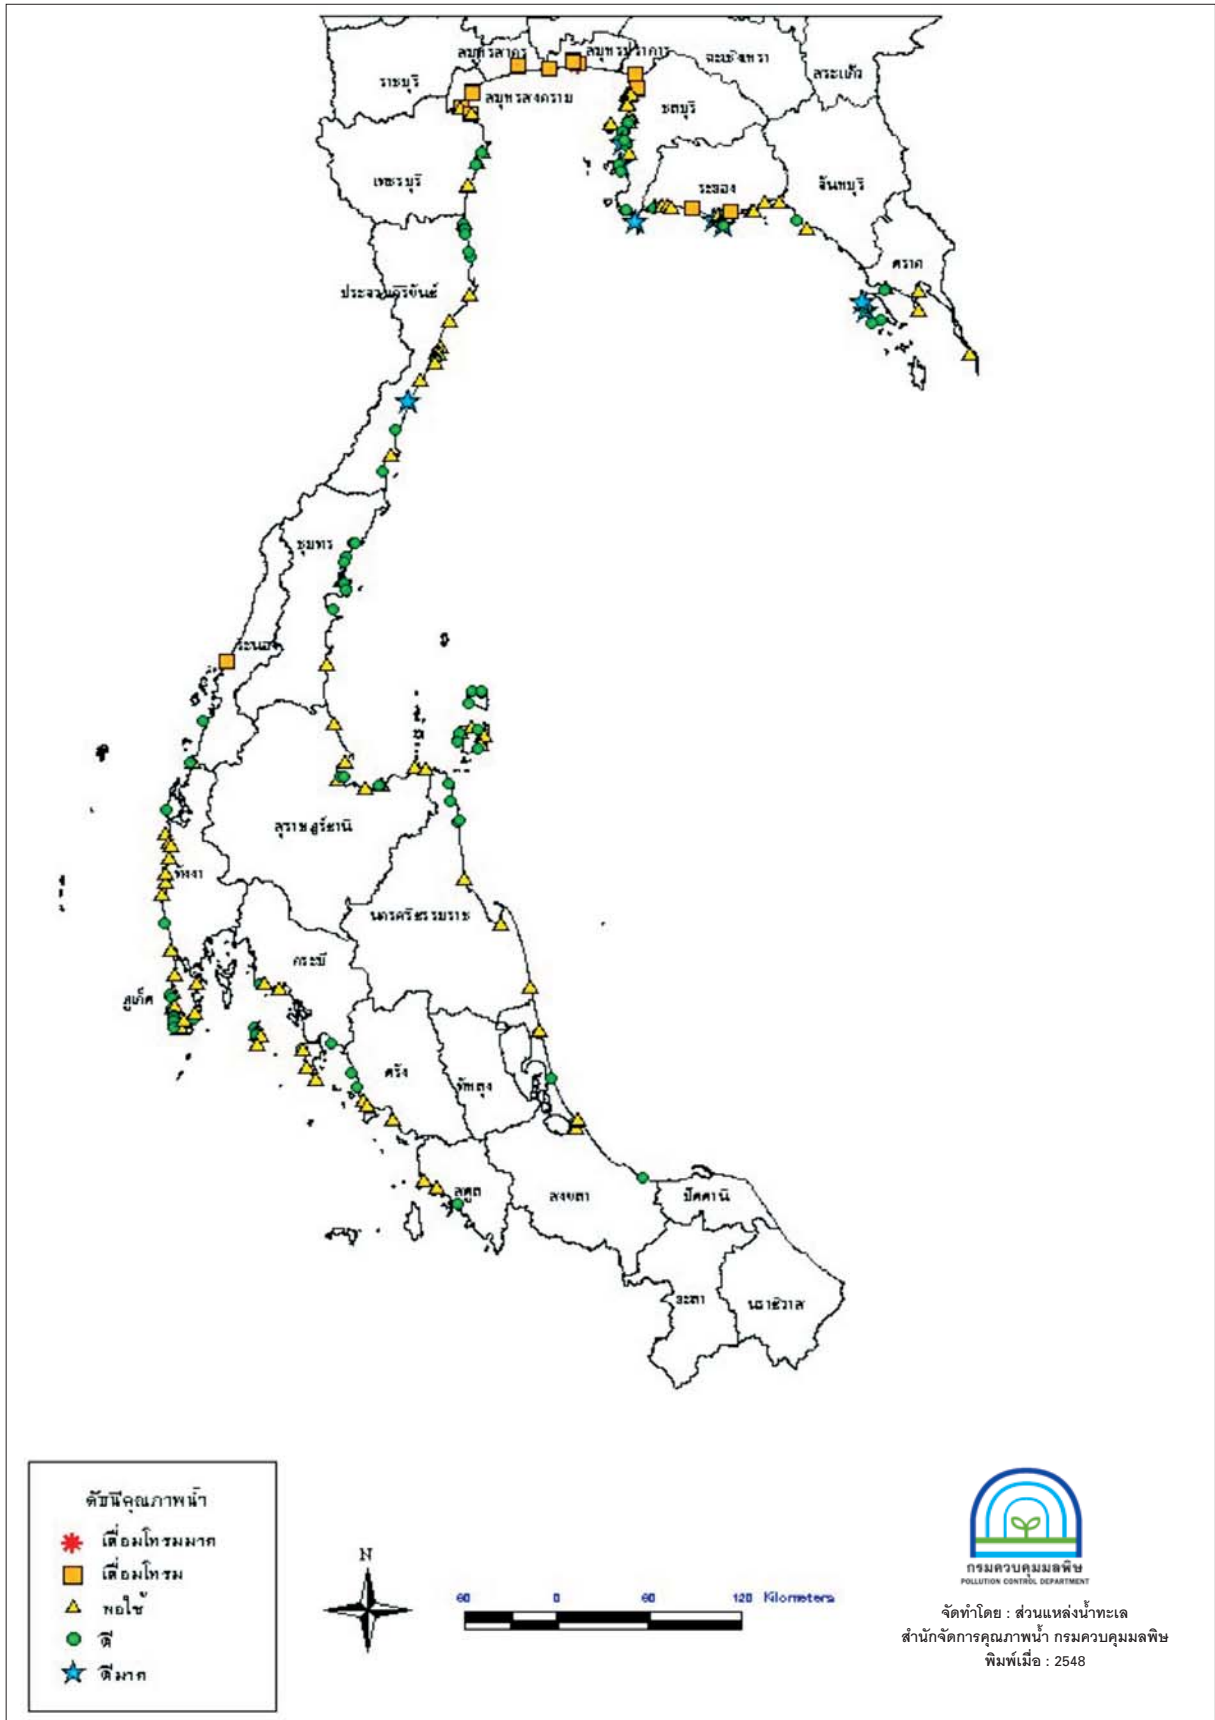 สมุทรสาคร
สมุทรปราการ
ฉะเชิงเทรา
สระแก้ว
ราชบุรี
สมุทรสงคราม
ชลบุรี
เพชรบุรี
ระยอง
จันทบุรี
ตราด
ประจวบคีรีขันธ์
ชุมพร
ระนอง
สุราษฎร์ธานี
พังงา
นครศรีธรรมราช
กระบี่
ภูเก็ต
ตรัง
พัทลุง
สตูล
สงขลา
ปัตตานี
ยะลา
นราธิวาส
ดัชนีคุณภาพน้ำ
เสื่อมโทรมมาก
เสื่อมโทรม
พอใช้
ดี
ดีมาก
N
60 0 60 120 Kilometers
กรมควบคุมมลพิษ
POLLUTION CONTROL DEPARTMENT
จัดทำโดย : ส่วนแหล่งน้ำทะเล
สำนักจัดการคุณภาพน้ำ กรมควบคุมมลพิษ
พิมพ์เมื่อ : 2548